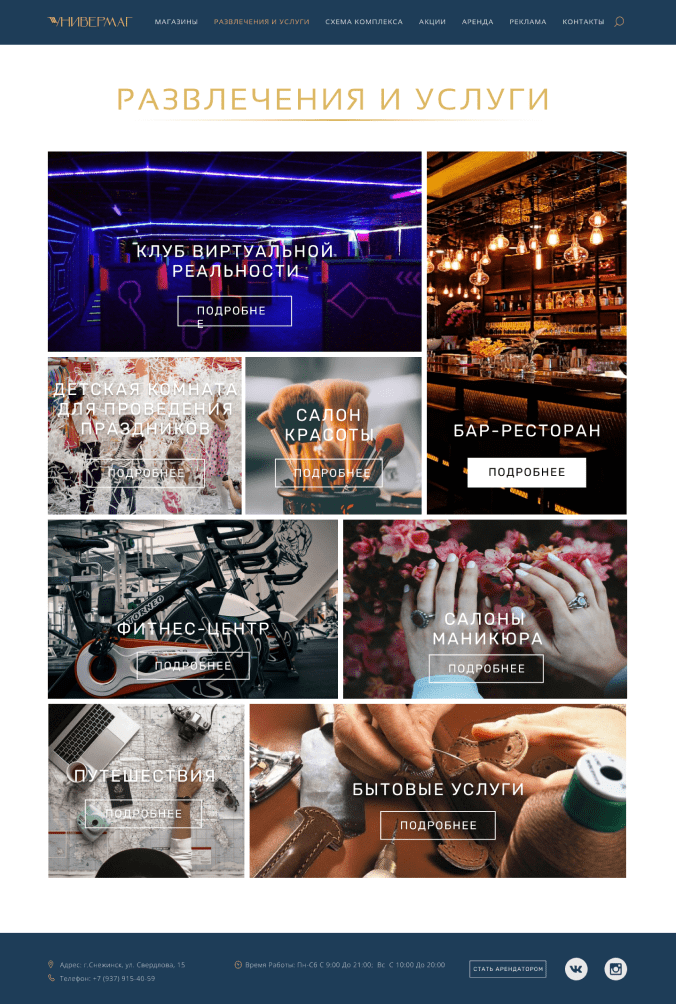 УНИВЕРМАГ
МАГАЗИНЫ
РАЗВЛЕЧЕНИЯ И УСЛУГИ
СХЕМА КОМПЛЕКСА
АКЦИИ
АРЕНДА
РЕКЛАМА
КОНТАКТЫ
РАЗВЛЕЧЕНИЯ И УСЛУГИ
КЛУБ ВИРТУАЛЬНОЙ
РЕАЛЬНОСТИ
ПОДРОБНЕ
Е
БАР-РЕСТОРАН
ПОДРОБНЕЕ
ДЕТСКАЯ КОМНАТА
ДЛЯ ПРОВЕДЕНИЯ
ПРАЗДНИКОВ
ПОДРОБНЕЕ
САЛОН
КРАСОТЫ
ПОДРОБНЕЕ
ФИТНЕС-ЦЕНТР
ПОДРОБНЕЕ
TORNEO
САЛОНЫ
МАНИКЮРА
ПОДРОБНЕЕ
ПУТЕШЕСТВИЯ
ПОДРОБНЕЕ
БЫТОВЫЕ УСЛУГИ
ПОДРОБНЕЕ
Адрес: г.Снежинск, ул. Свердлова, 15
Телефон: +7 (937) 915-40-59
Время Работы: Пн-Сб С 9:00 До 21:00; Вс С 10:00 До 20:00
СТАТЬ АРЕНДАТОРОМ